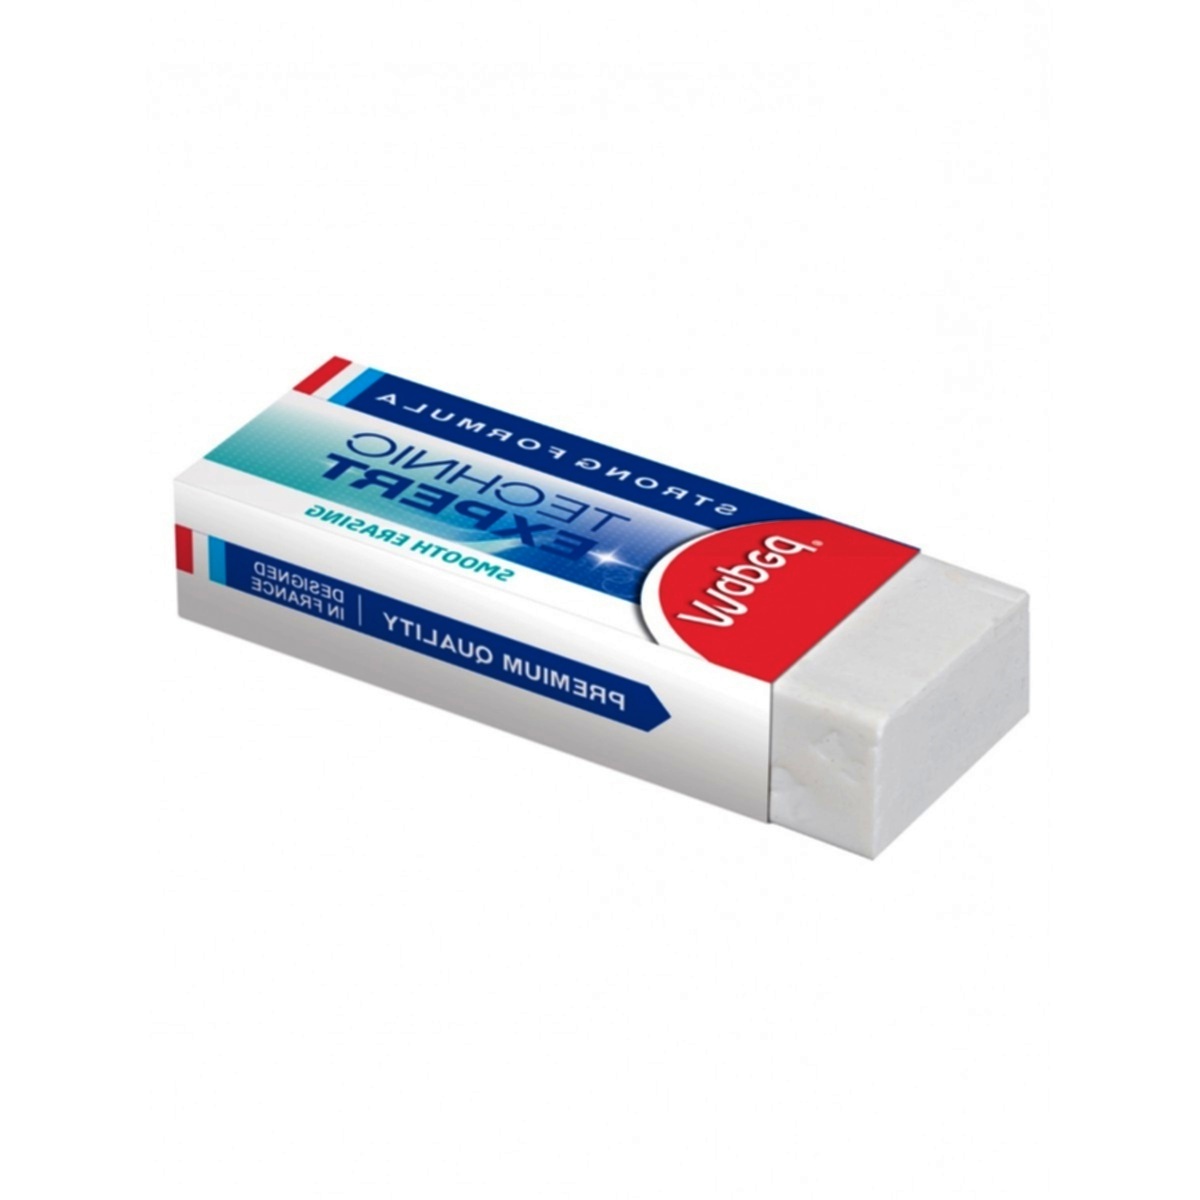 STRONG FORMULA
TECHNIC
EXPERT
SMOOTH ERASING
Maped®
PREMIUM QUALITY
DESIGNED
IN FRANCE